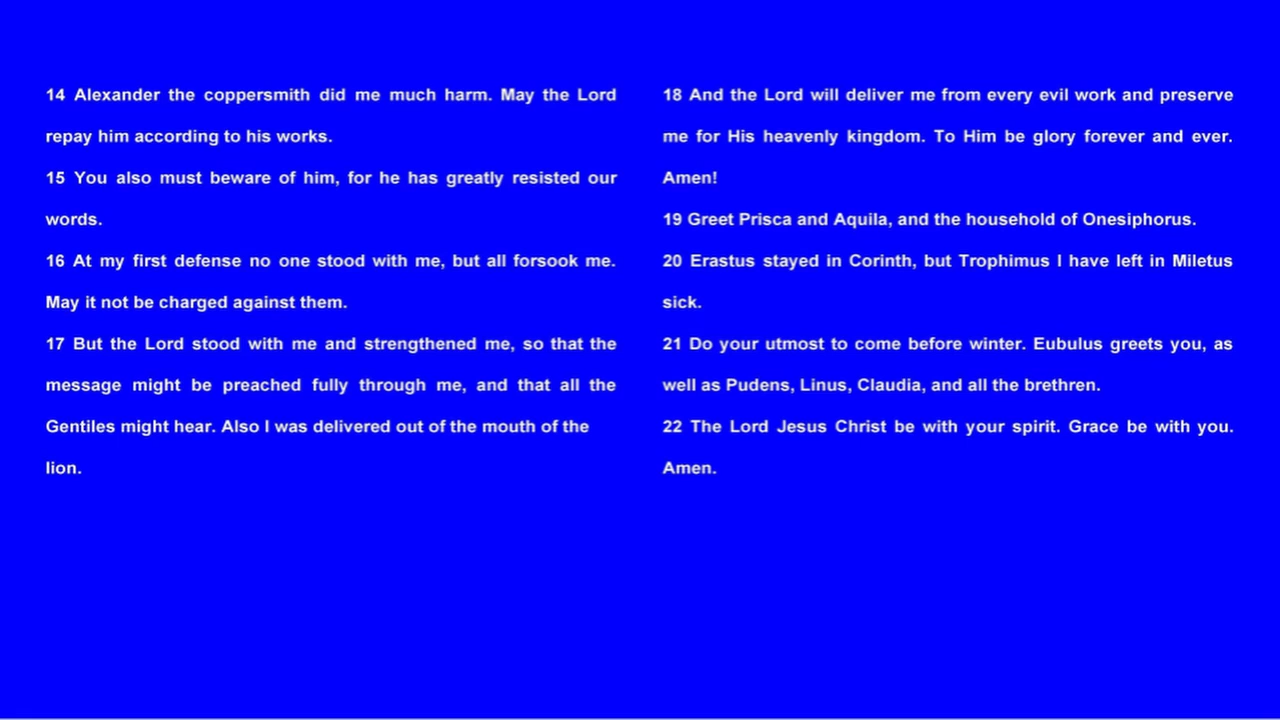 14 Alexander the coppersmith did me much harm. May the Lord
repay him according to his works.
15 You also must beware of him, for he has greatly resisted our
words.
16 At my first defense no one stood with me, but all forsook me.
May it not be charged against them.
17 But the Lord stood with me and strengthened me, so that the
message might be preached fully through me, and that all the
Gentiles might hear. Also I was delivered out of the mouth of the
lion.
18 And the Lord will deliver me from every evil work and preserve
me for His heavenly kingdom. To Him be glory forever and ever.
Amen!
19 Greet Prisca and Aquila, and the household of Onesiphorus.
20 Erastus stayed in Corinth, but Trophimus I have left in Miletus
sick.
21 Do your utmost to come before winter. Eubulus greets you, as
well as Pudens, Linus, Claudia, and all the brethren.
22 The Lord Jesus Christ be with your spirit. Grace be with you.
Amen.